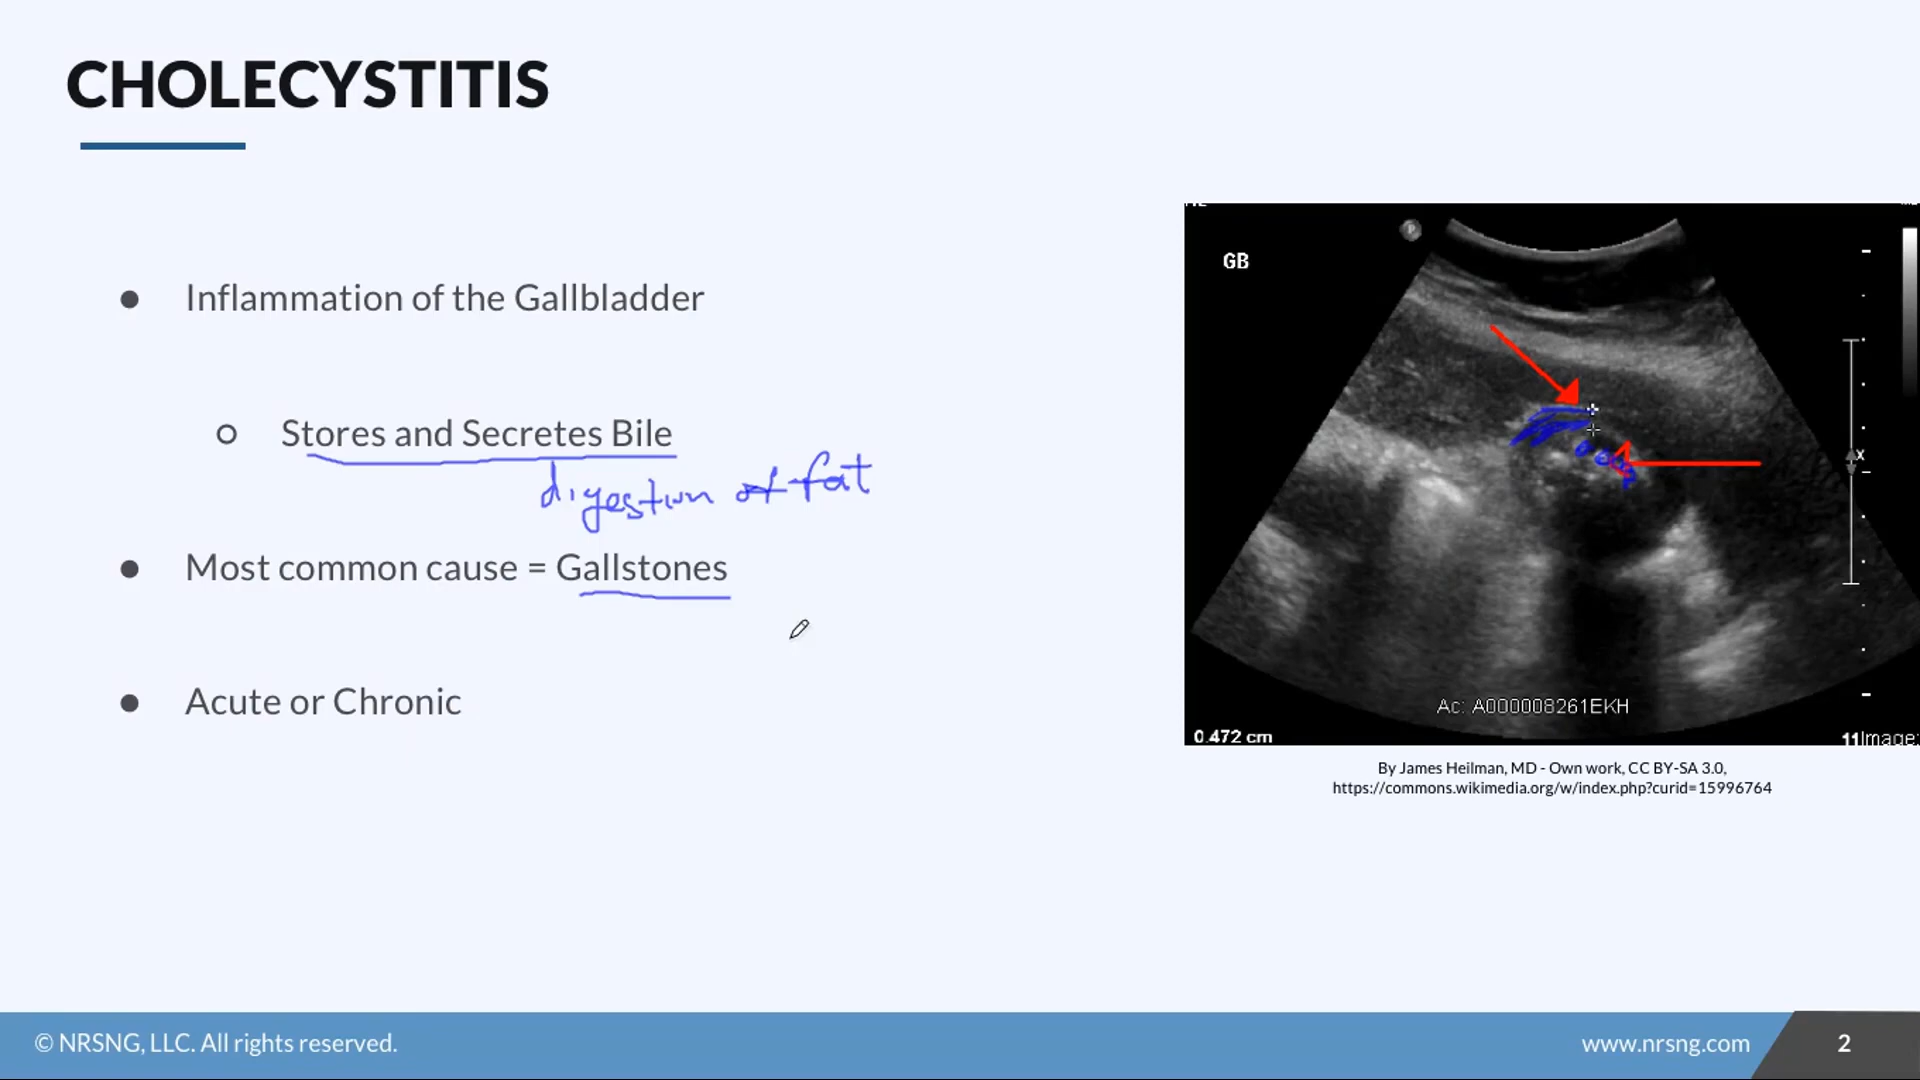 CHOLECYSTITIS
● Inflammation of the Gallbladder
○ Stores and Secretes Bile
digestion of fat
● Most common cause = Gallstones
● Acute or Chronic
P
GB
x
Ac: A000008261EKH
0.472 cm
11Image:
By James Heilman, MD - Own work, CC BY-SA 3.0,
https://commons.wikimedia.org/w/index.php?curid=15996764
© NRSNG, LLC. All rights reserved.
www.nrsng.com
2